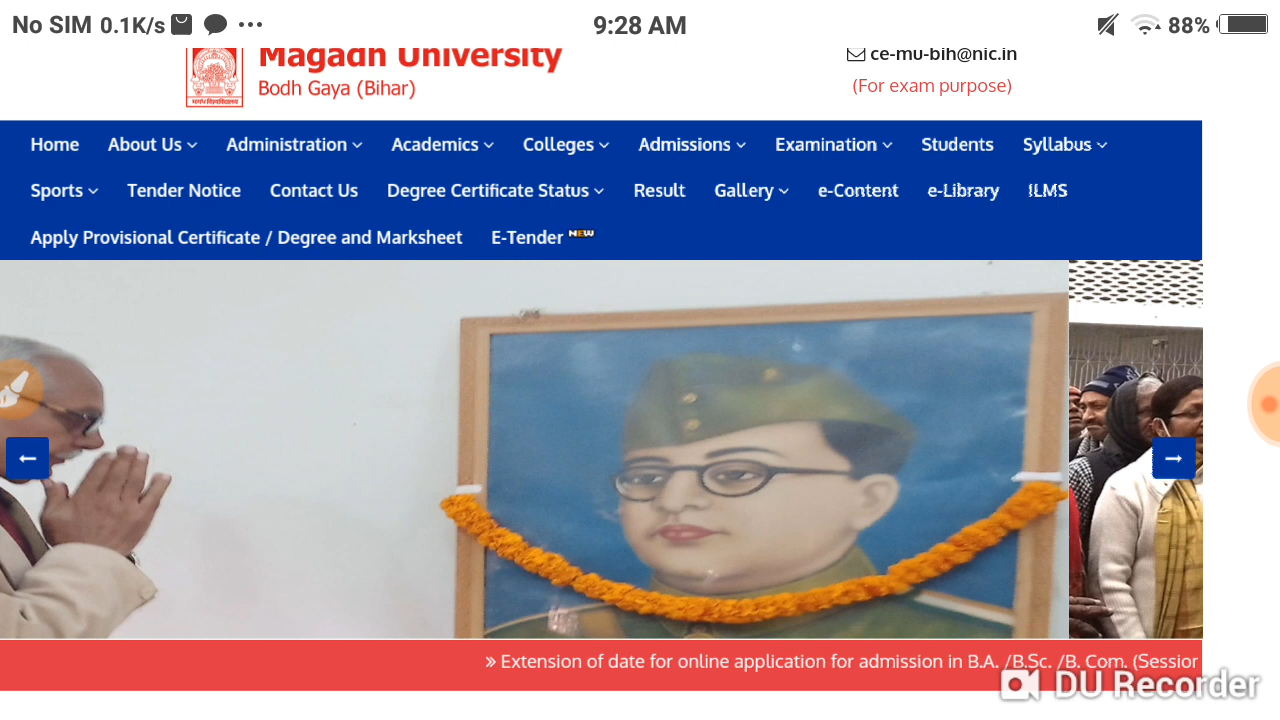 No SIM 0.1K/s ••• 9:28 AM 88%
Magadh University
Bodh Gaya (Bihar)
ce-mu-bih@nic.in
(For exam purpose)
Home About Us Administration Academics Colleges Admissions Examination Students Syllabus
Sports Tender Notice Contact Us Degree Certificate Status Result Gallery e-Content e-Library ILMS
Apply Provisional Certificate / Degree and Marksheet E-Tender NEW
» Extension of date for online application for admission in B.A. /B.Sc. /B. Com. (Session
DU Recorder